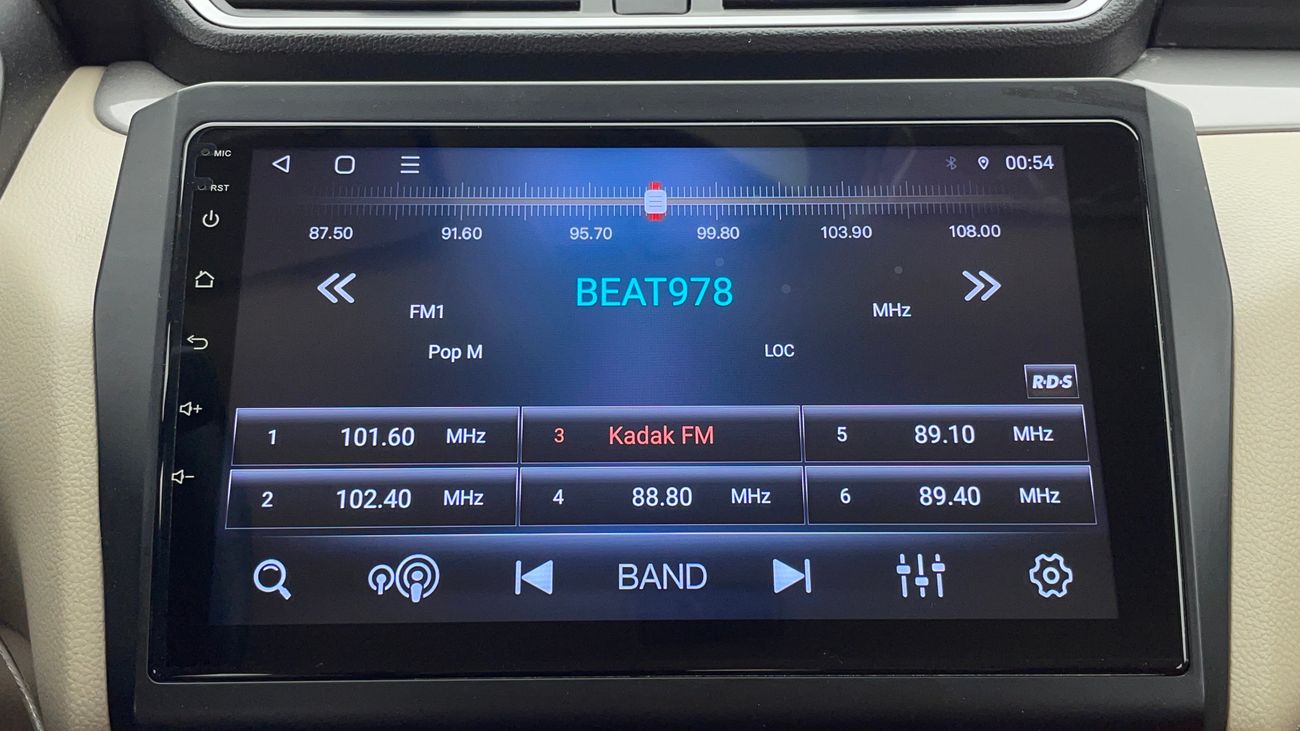 MIC
00:54
RST
87.50 91.60 95.70 99.80 103.90 108.00
BEAT978
FM1 MHz
Pop M LOC
R·D·S
1 101.60 MHz 3 Kadak FM 5 89.10 MHz
2 102.40 MHz 4 88.80 MHz 6 89.40 MHz
BAND